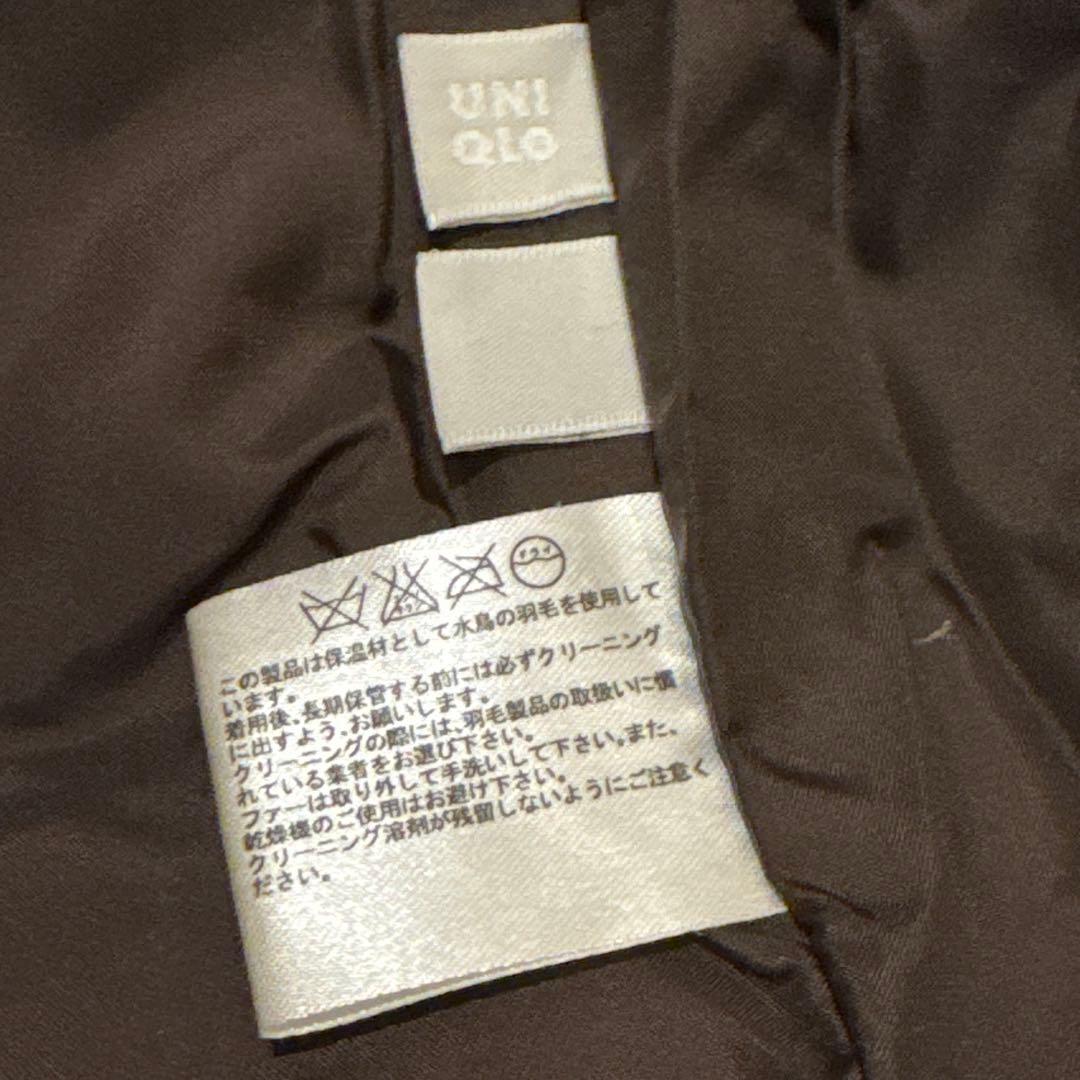 UNI
QLO
エンソ
ドライ
この製品は保温材として水鳥の羽毛を使用して
います。
着用後、長期保管する前には必ずクリーニング
に出すよう、お願いします。
クリーニングの際には、羽毛製品の取扱いに慣
れている業者をお選び下さい。
ファーは取り外して手洗いして下さい。また、
乾燥機のご使用はお避け下さい。
クリーニング溶剤が残留しないようにご注意く
ださい。